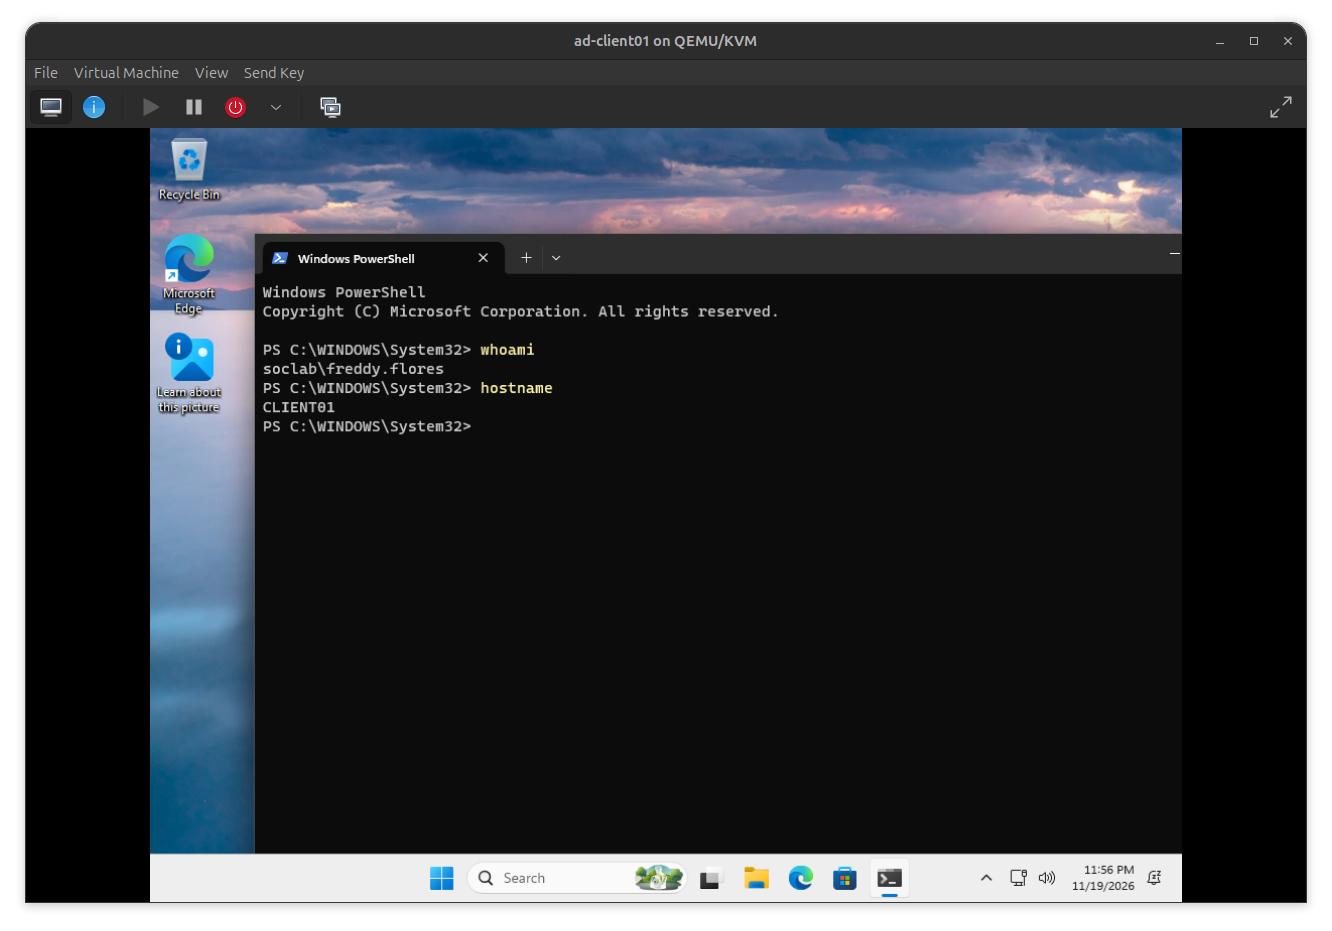 ad-client01 on QEMU/KVM
File Virtual Machine View Send Key
Recycle Bin
Microsoft
Edge
Learn about
this picture
Windows PowerShell
Windows PowerShell
Copyright (C) Microsoft Corporation. All rights reserved.
PS C:\WINDOWS\System32> whoami
soclab\freddy.flores
PS C:\WINDOWS\System32> hostname
CLIENT01
PS C:\WINDOWS\System32>
Search
11:56 PM
11/19/2026